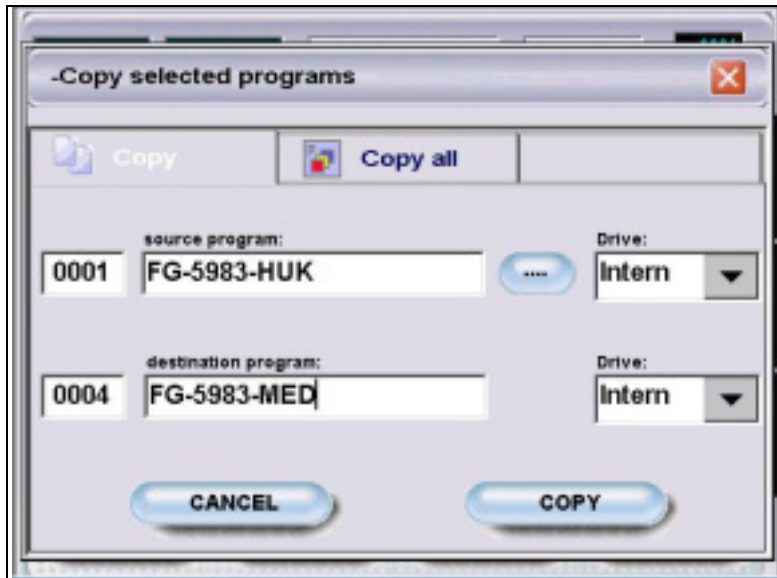 -Copy selected programs
Copy
Copy all
source program:
Drive:
0001
FG-5983-HUK
....
Intern
destination program:
Drive:
0004
FG-5983-MED
Intern
CANCEL
COPY